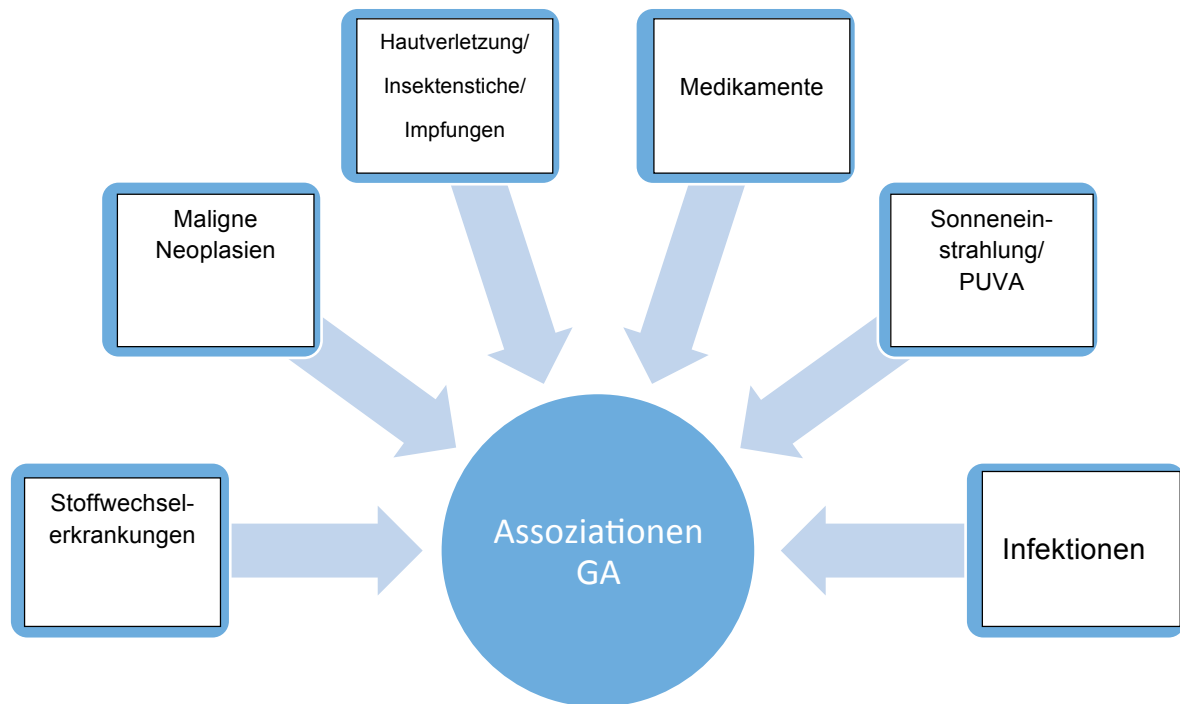 Hautverletzung/
Insektenstiche/
Impfungen
Medikamente
Maligne
Neoplasien
Sonnenein-
strahlung/
PUVA
Stoffwechsel-
erkrankungen
Infektionen
Assoziationen
GA